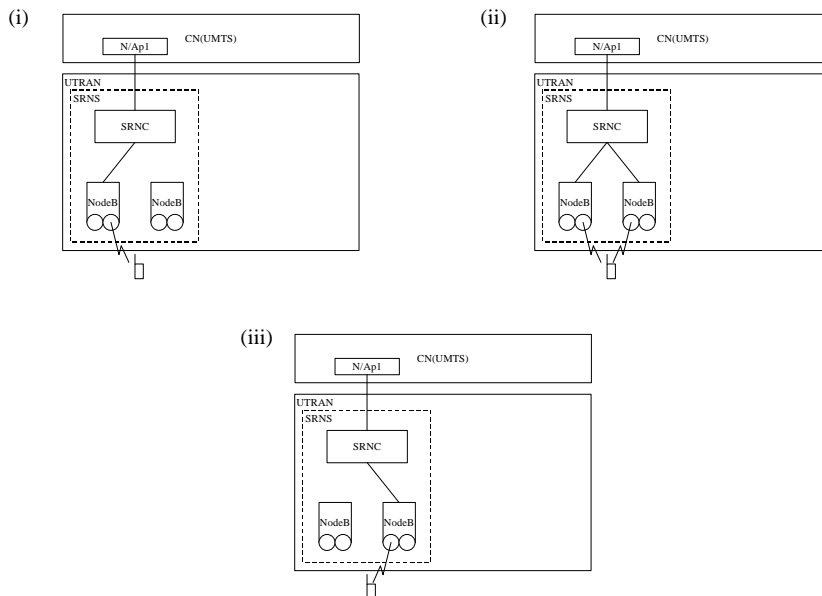 (i)
CN(UMTS)
N/Ap1
UTRAN
SRNS
SRNC
NodeB
NodeB
(ii)
CN(UMTS)
N/Ap1
UTRAN
SRNS
SRNC
NodeB
NodeB
(iii)
CN(UMTS)
N/Ap1
UTRAN
SRNS
SRNC
NodeB
NodeB